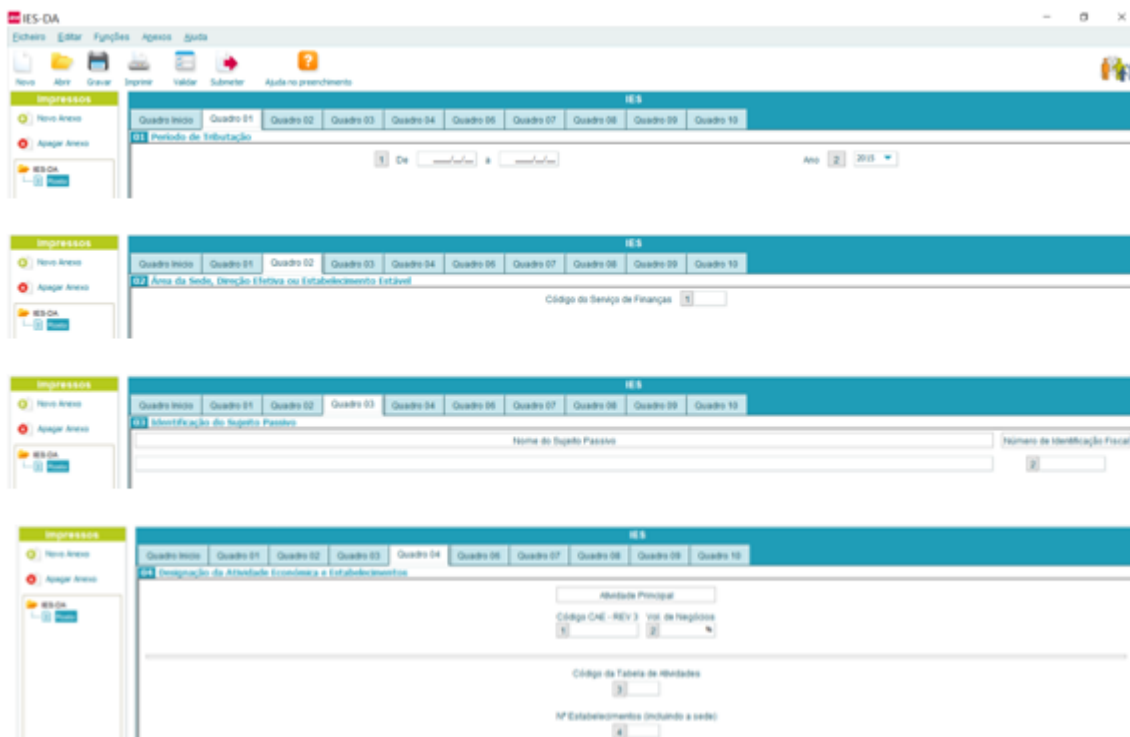 IES-DA
Ficheiro Editar Funções Anexos Ajuda
Novo Abrir Gravar Imprimir Validar Submeter Ajuda no preenchimento
Impressos
Novo Anexo
Apagar Anexo
IES-DA
Rosto
IES
Quadro Início Quadro 01 Quadro 02 Quadro 03 Quadro 04 Quadro 06 Quadro 07 Quadro 08 Quadro 09 Quadro 10
01 Período de Tributação
1 De ____/__/__ a ____/__/__ Ano 2 2015
Impressos
Novo Anexo
Apagar Anexo
IES-DA
Rosto
IES
Quadro Início Quadro 01 Quadro 02 Quadro 03 Quadro 04 Quadro 06 Quadro 07 Quadro 08 Quadro 09 Quadro 10
02 Área da Sede, Direção Efetiva ou Estabelecimento Estável
Código do Serviço de Finanças 1
Impressos
Novo Anexo
Apagar Anexo
IES-DA
Rosto
IES
Quadro Início Quadro 01 Quadro 02 Quadro 03 Quadro 04 Quadro 06 Quadro 07 Quadro 08 Quadro 09 Quadro 10
03 Identificação do Sujeito Passivo
Nome do Sujeito Passivo Número de Identificação Fiscal
2
Impressos
Novo Anexo
Apagar Anexo
IES-DA
Rosto
IES
Quadro Início Quadro 01 Quadro 02 Quadro 03 Quadro 04 Quadro 06 Quadro 07 Quadro 08 Quadro 09 Quadro 10
04 Designação da Atividade Económica e Estabelecimentos
Atividade Principal
Código CAE - REV 3 Vol. de Negócios
1 2 %
Código da Tabela de Atividades
3
Nº Estabelecimentos (incluindo a sede)
4